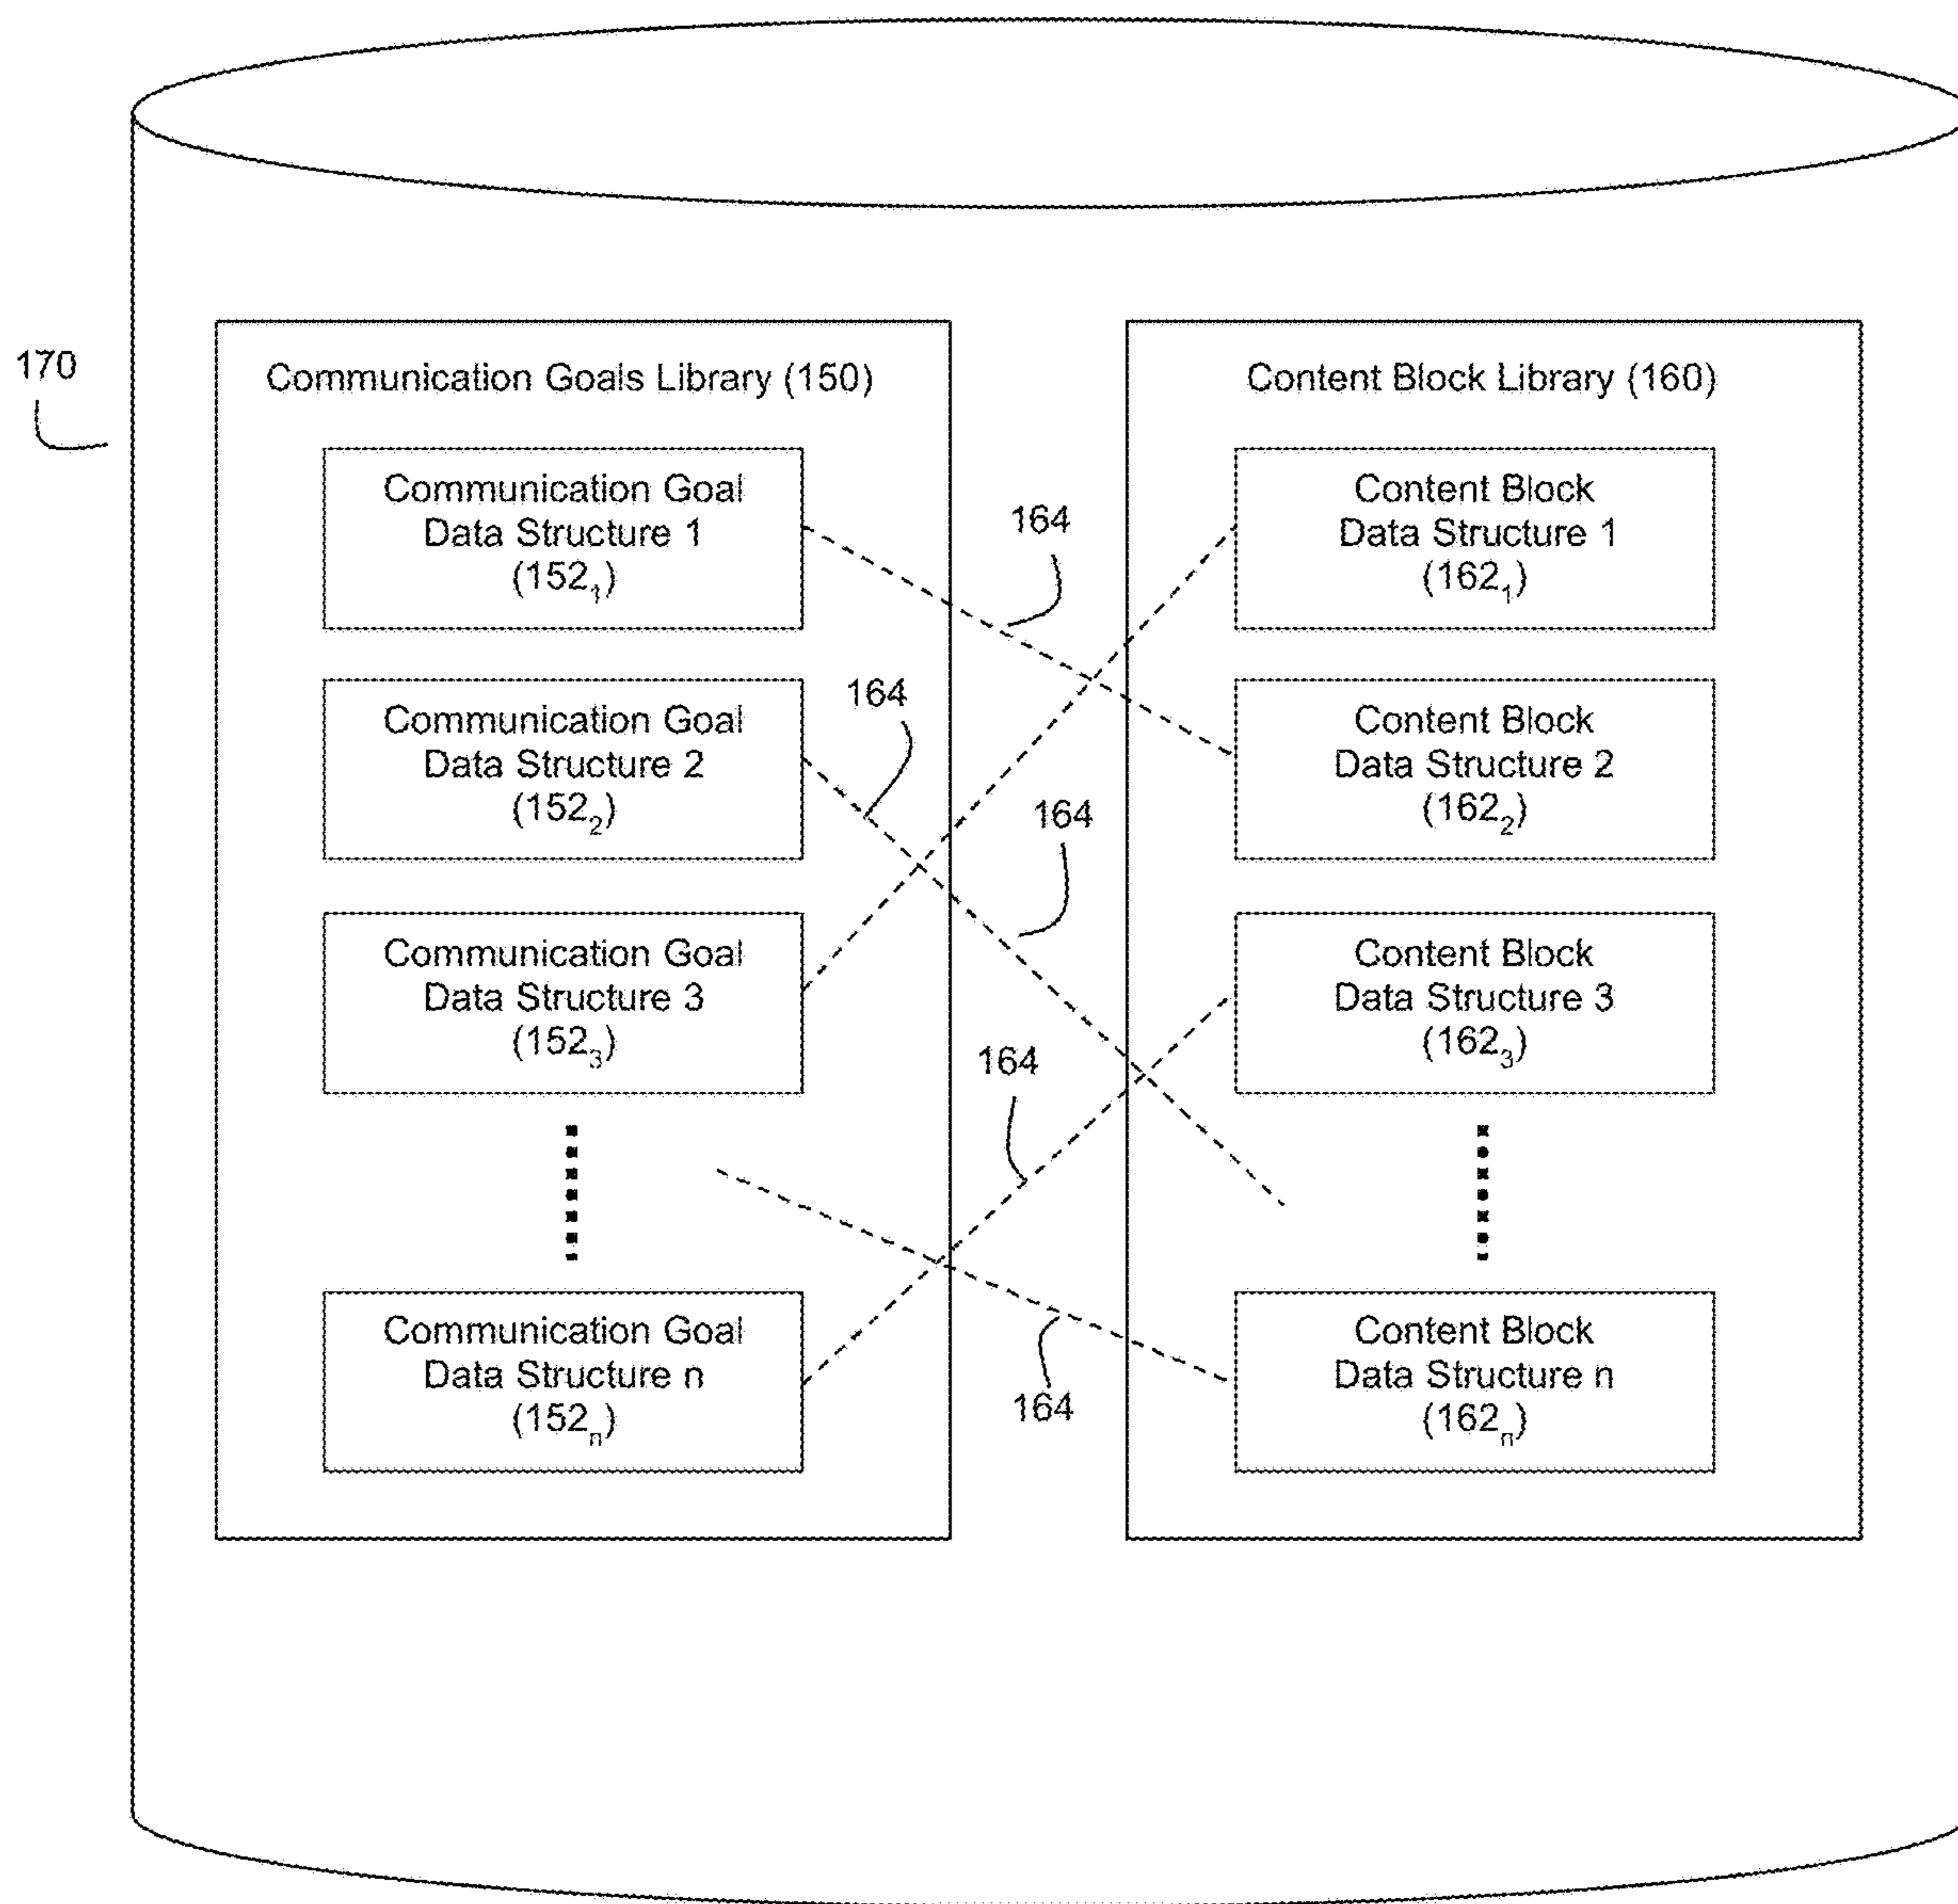 170
Communication Goals Library (150)
Communication Goal
Data Structure 1
(152₁)
Communication Goal
Data Structure 2
(152₂)
Communication Goal
Data Structure 3
(152₃)
Communication Goal
Data Structure n
(152ₙ)
164
164
164
164
164
Content Block Library (160)
Content Block
Data Structure 1
(162₁)
Content Block
Data Structure 2
(162₂)
Content Block
Data Structure 3
(162₃)
Content Block
Data Structure n
(162ₙ)